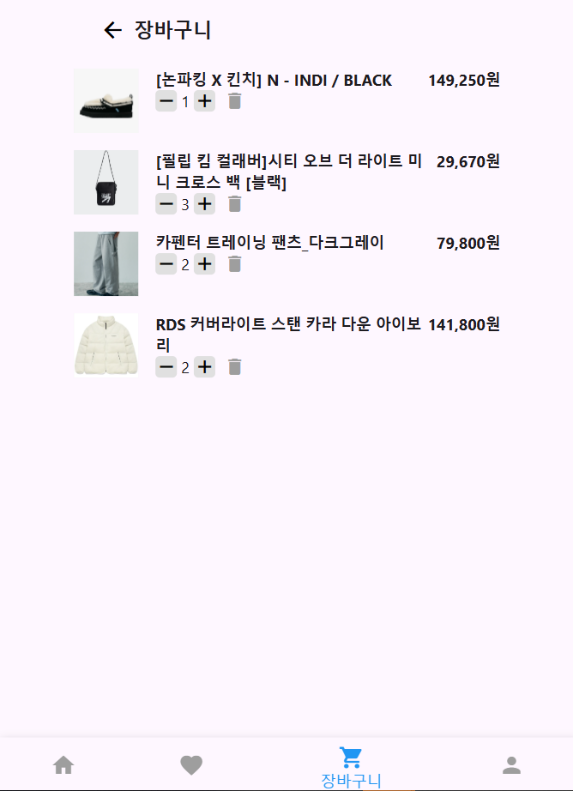 장바구니
[논파킹 X 킨치] N - INDI / BLACK 149,250원
1
[필립 킴 컬래버]시티 오브 더 라이트 미 29,670원
니 크로스 백 [블랙]
3
카펜터 트레이닝 팬츠_다크그레이 79,800원
2
RDS 커버라이트 스탠 카라 다운 아이보 141,800원
리
2
장바구니